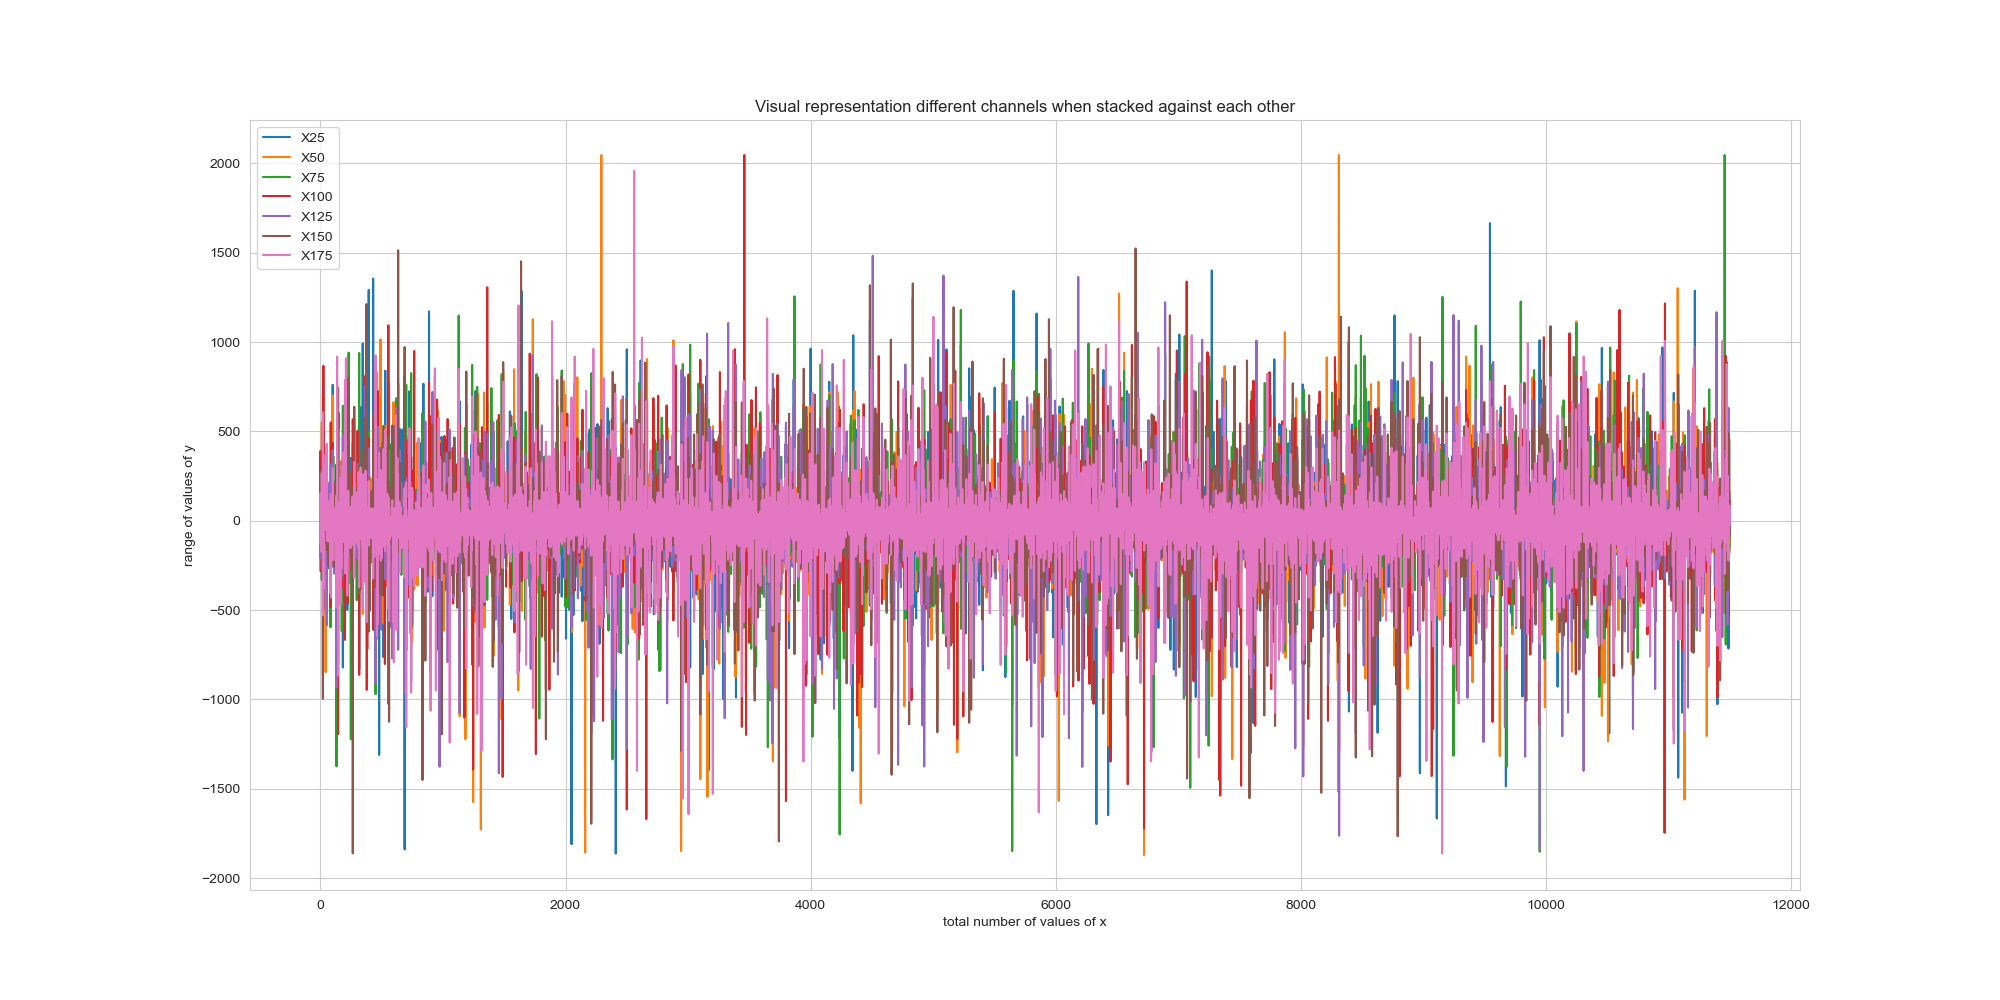 Visual representation different channels when stacked against each other
X25
X50
X75
X100
X125
X150
X175
2000
1500
1000
500
0
−500
−1000
−1500
−2000
range of values of y
0 2000 4000 6000 8000 10000 12000
total number of values of x